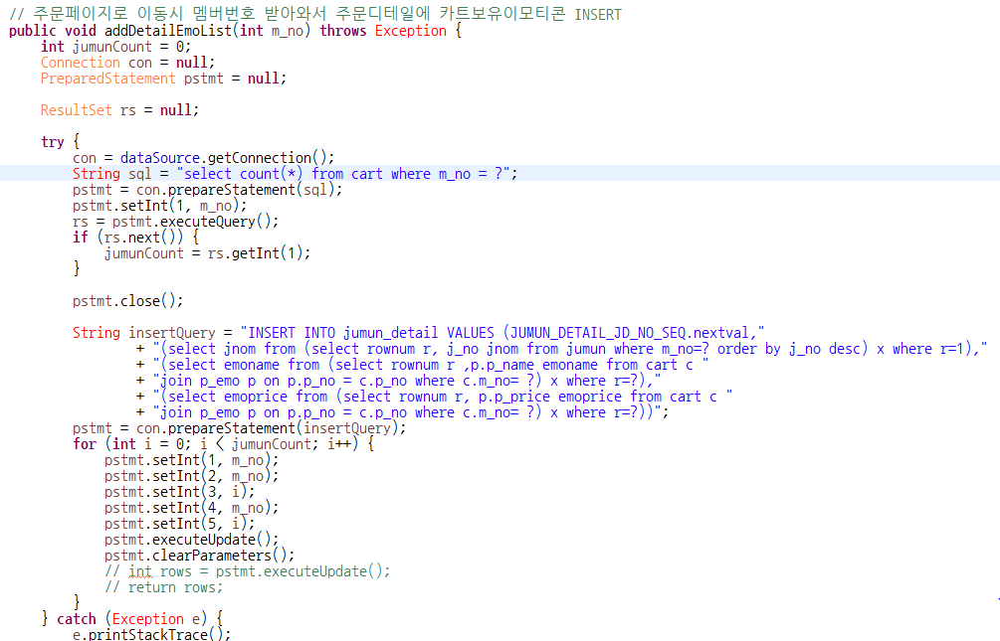 // 주문페이지로 이동시 멤버번호 받아와서 주문디테일에 카트보유이모티콘 INSERT
public void addDetailEmoList(int m_no) throws Exception {
    int jumunCount = 0;
    Connection con = null;
    PreparedStatement pstmt = null;

    ResultSet rs = null;

    try {
        con = dataSource.getConnection();
        String sql = "select count(*) from cart where m_no = ?";
        pstmt = con.prepareStatement(sql);
        pstmt.setInt(1, m_no);
        rs = pstmt.executeQuery();
        if (rs.next()) {
            jumunCount = rs.getInt(1);
        }

        pstmt.close();

        String insertQuery = "INSERT INTO jumun_detail VALUES (JUMUN_DETAIL_JD_NO_SEQ.nextval,"
                + "(select jnom from (select rownum r, j_no jnom from jumun where m_no=? order by j_no desc) x where r=1),"
                + "(select emoname from (select rownum r ,p.p_name emoname from cart c "
                + "join p_emo p on p.p_no = c.p_no where c.m_no= ?) x where r=?),"
                + "(select emoprice from (select rownum r, p.p_price emoprice from cart c "
                + "join p_emo p on p.p_no = c.p_no where c.m_no= ?) x where r=?))";
        pstmt = con.prepareStatement(insertQuery);
        for (int i = 0; i < jumunCount; i++) {
            pstmt.setInt(1, m_no);
            pstmt.setInt(2, m_no);
            pstmt.setInt(3, i);
            pstmt.setInt(4, m_no);
            pstmt.setInt(5, i);
            pstmt.executeUpdate();
            pstmt.clearParameters();
            // int rows = pstmt.executeUpdate();
            // return rows;
        }
    } catch (Exception e) {
        e.printStackTrace();